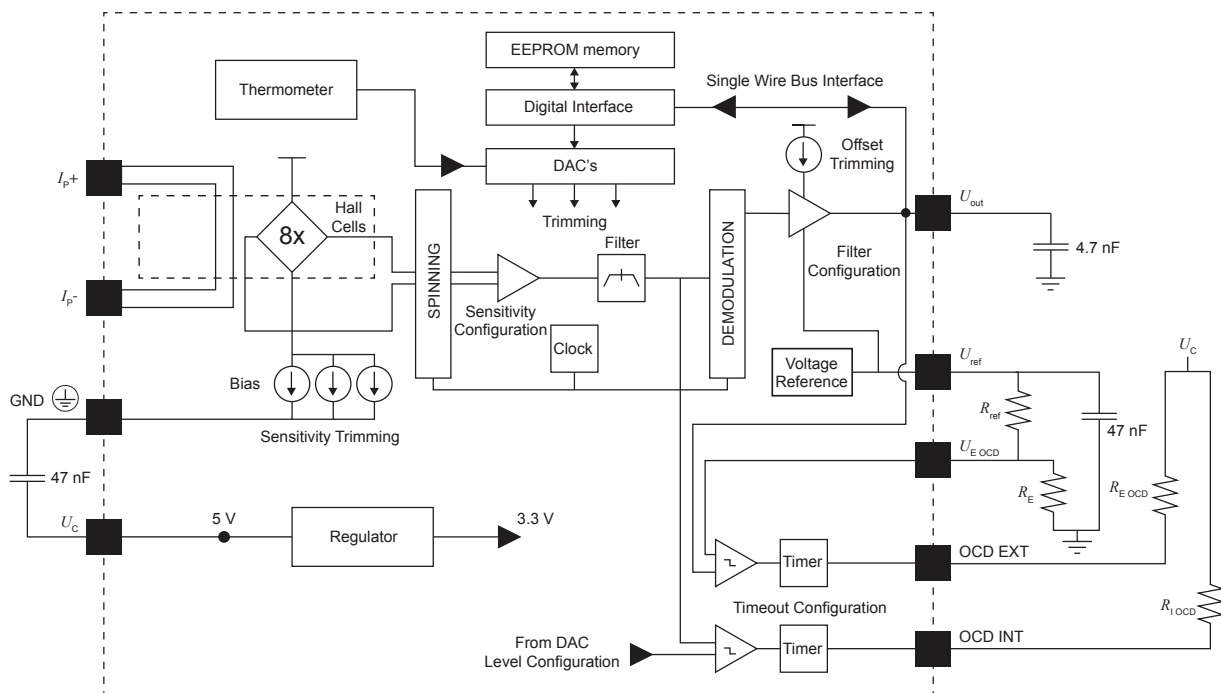 EEPROM memory
Single Wire Bus Interface
Thermometer
Digital Interface
Offset
Trimming
DAC's
I_P+
Hall
Cells
8x
Trimming
U_out
Filter
SPINNING
DEMODULATION
Filter
Configuration
4.7 nF
I_P-
Sensitivity
Configuration
Clock
Voltage
Reference
U_ref
U_C
Bias
GND
R_ref
47 nF
Sensitivity Trimming
U_E OCD
47 nF
R_E
R_E OCD
U_C
5 V
Regulator
3.3 V
OCD EXT
Timer
Timeout Configuration
R_I OCD
From DAC
Level Configuration
Timer
OCD INT